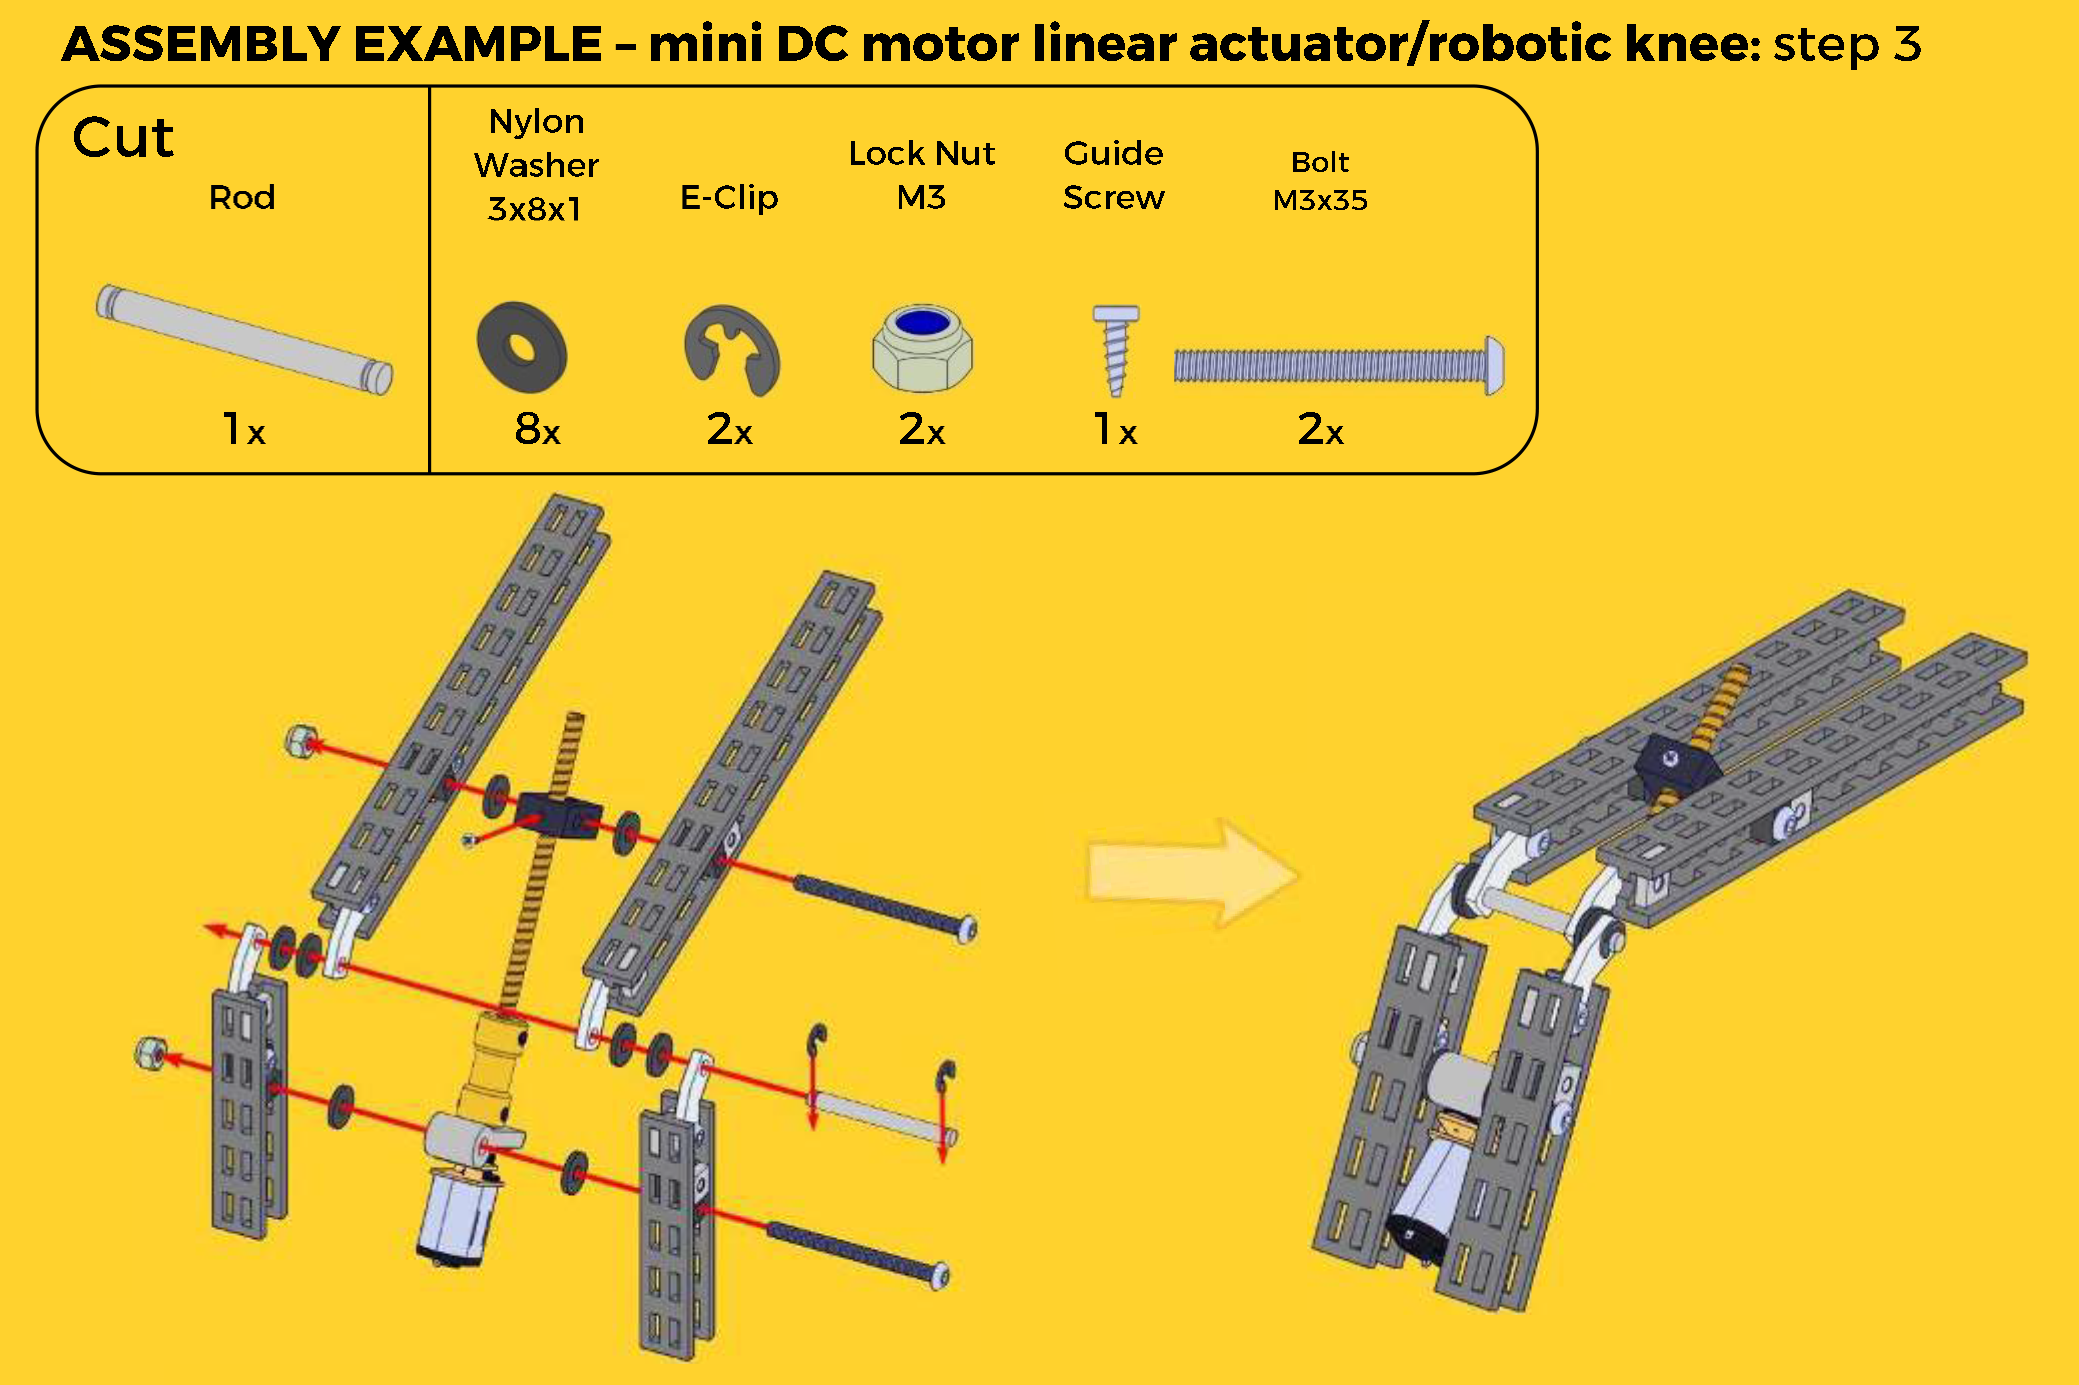 ASSEMBLY EXAMPLE – mini DC motor linear actuator/robotic knee: step 3
Cut
Rod
1x
Nylon
Washer
3x8x1
8x
E-Clip
2x
Lock Nut
M3
2x
Guide
Screw
1x
Bolt
M3x35
2x